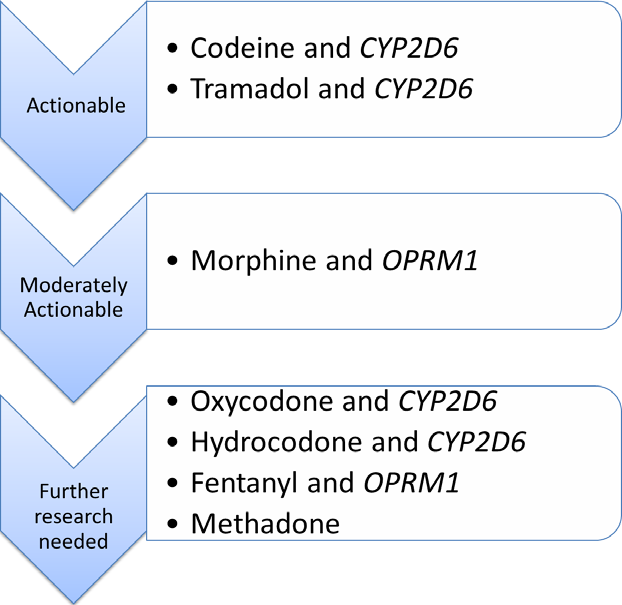 Actionable
• Codeine and CYP2D6
• Tramadol and CYP2D6
Moderately
Actionable
• Morphine and OPRM1
Further
research
needed
• Oxycodone and CYP2D6
• Hydrocodone and CYP2D6
• Fentanyl and OPRM1
• Methadone